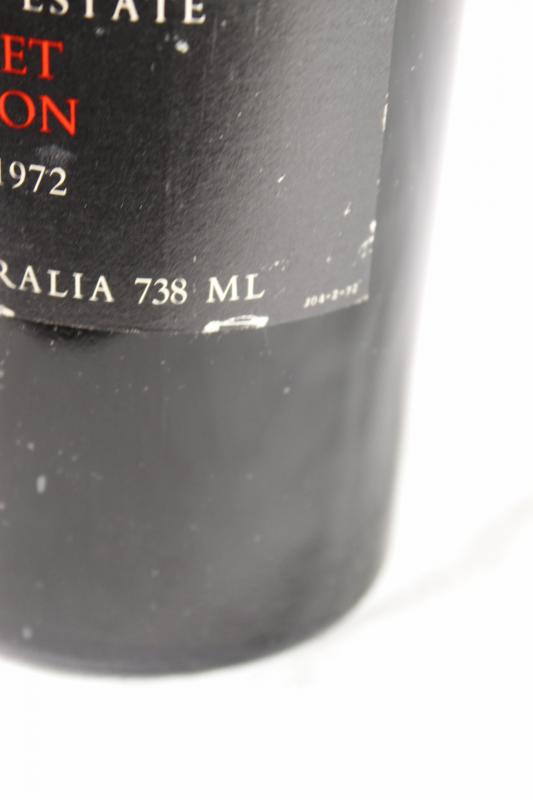 ESTATE
ET
ON
1972
RALIA 738 ML